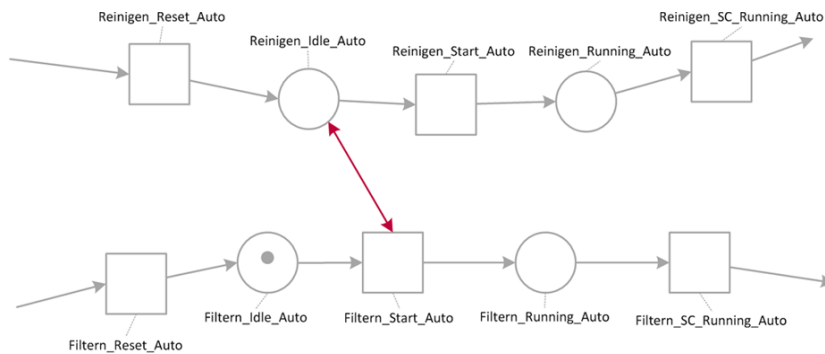 Reinigen_Reset_Auto
Reinigen_Idle_Auto
Reinigen_Start_Auto
Reinigen_Running_Auto
Reinigen_SC_Running_Auto
Filtern_Reset_Auto
Filtern_Idle_Auto
Filtern_Start_Auto
Filtern_Running_Auto
Filtern_SC_Running_Auto